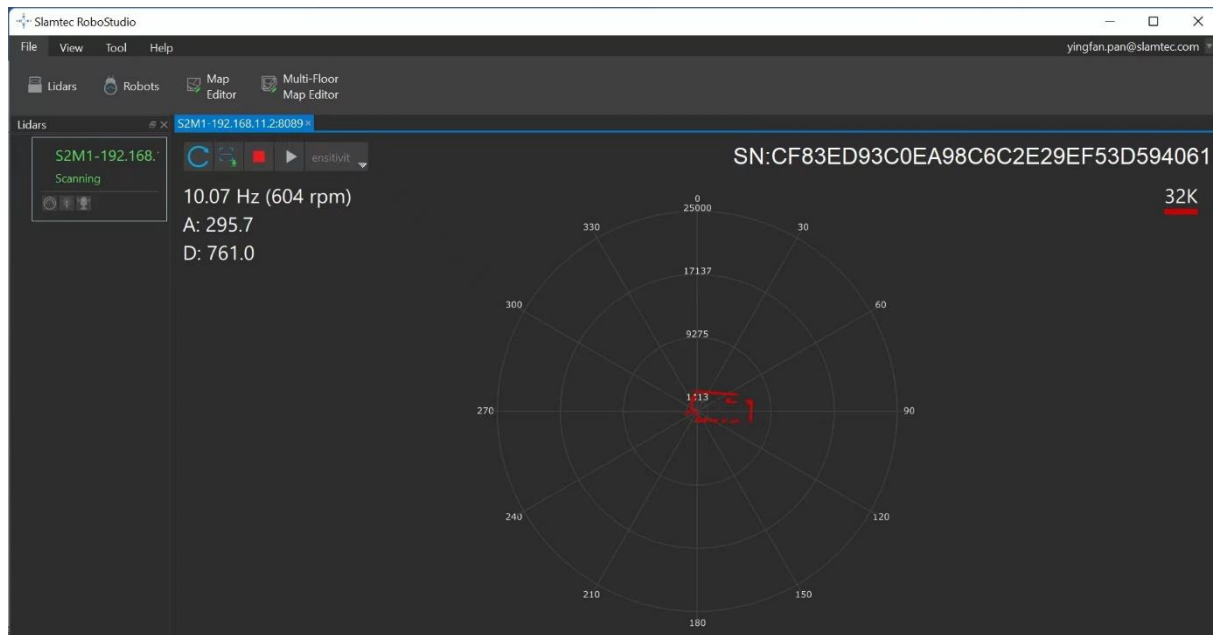 Slamtec RoboStudio
File View Tool Help
yingfan.pan@slamtec.com
Lidars
Robots
Map Editor
Multi-Floor Map Editor
Lidars
S2M1-192.168.11.2:8089
S2M1-192.168.
Scanning
ensitivit
SN:CF83ED93C0EA98C6C2E29EF53D594061
10.07 Hz (604 rpm)
A: 295.7
D: 761.0
32K
0
25000
330
30
17137
300
60
9275
1413
270
90
240
120
210
150
180